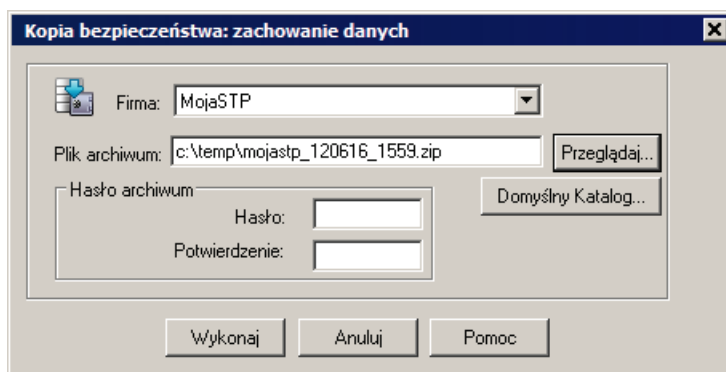 Kopia bezpieczeństwa: zachowanie danych
Firma: MojaSTP
Plik archiwum: c:\temp\mojastp_120616_1559.zip Przeglądaj...
Hasło archiwum Domyślny Katalog...
Hasło:
Potwierdzenie:
Wykonaj Anuluj Pomoc